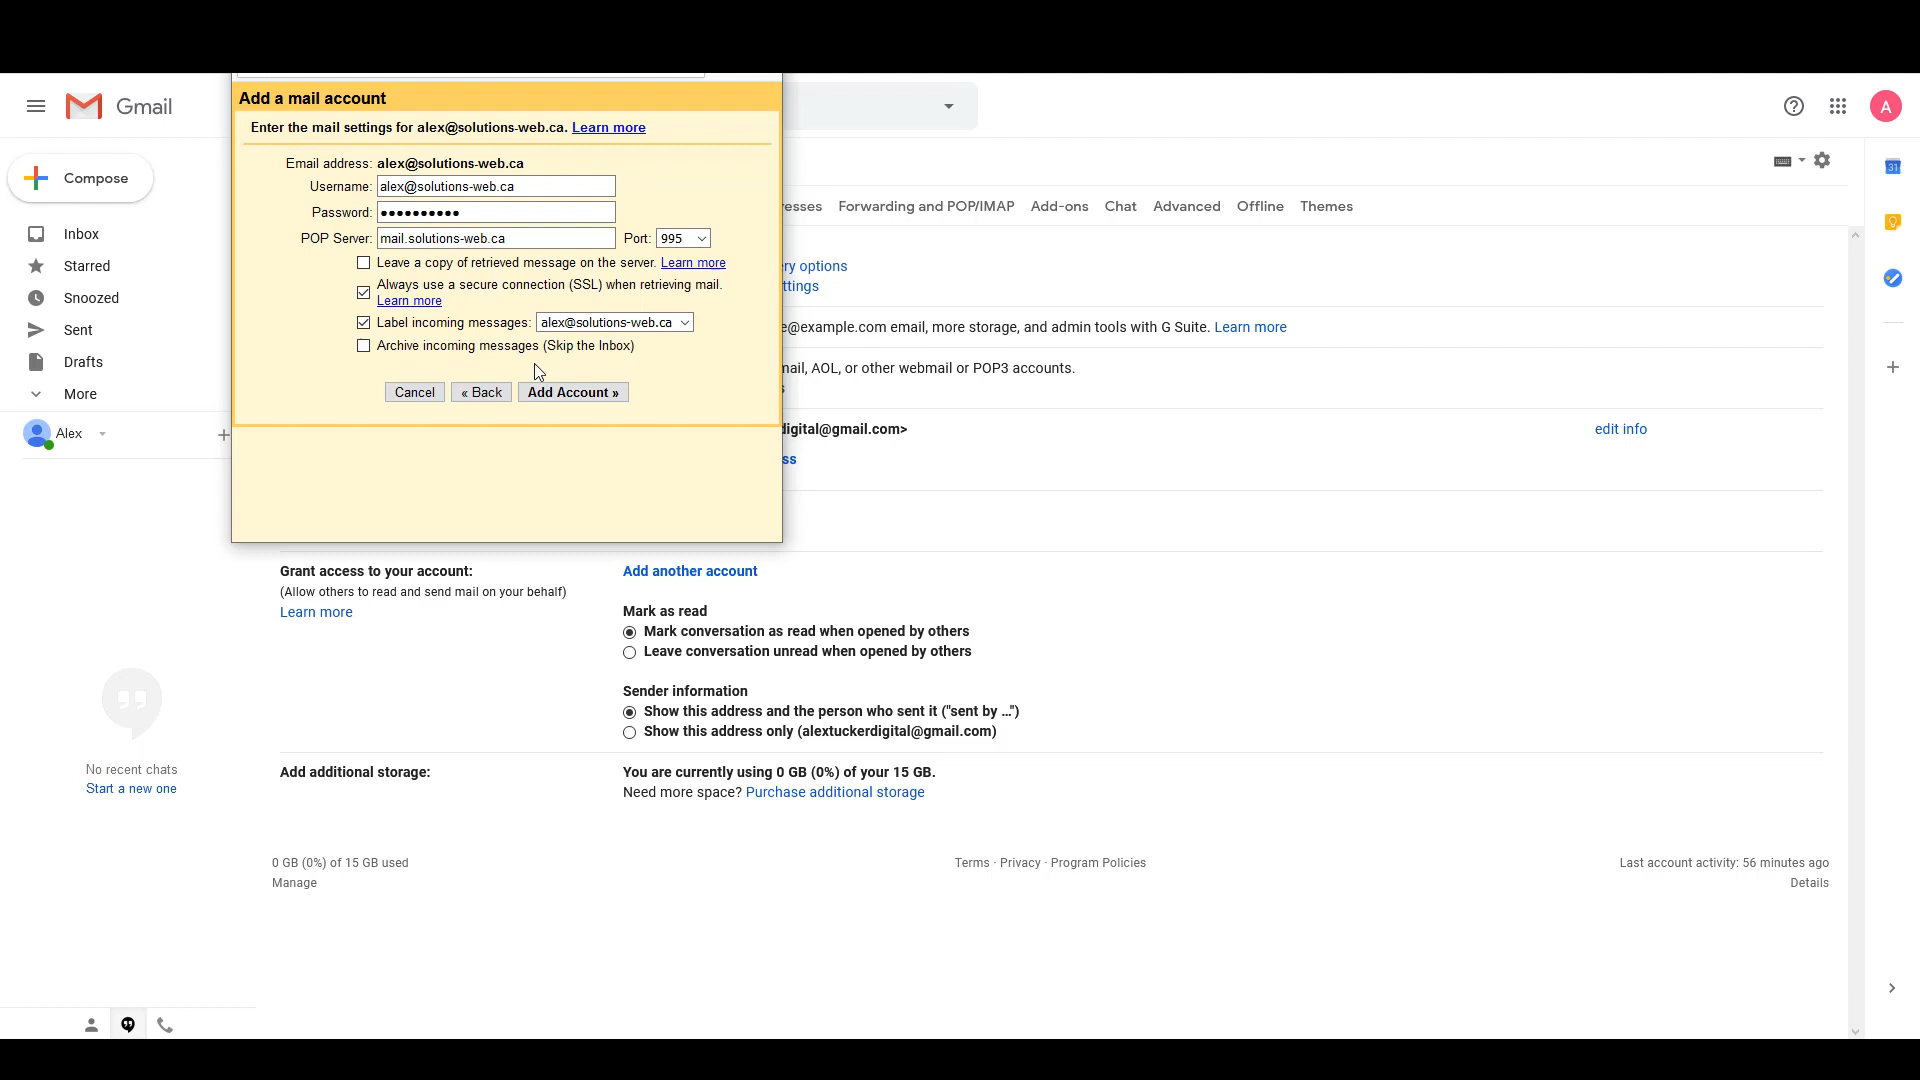 Gmail
Compose
Inbox
Starred
Snoozed
Sent
Drafts
More
Alex
No recent chats
Start a new one
Add a mail account
Enter the mail settings for alex@solutions-web.ca. Learn more
Email address: alex@solutions-web.ca
Username: alex@solutions-web.ca
Password: ●●●●●●●●●●
POP Server: mail.solutions-web.ca Port: 995
Leave a copy of retrieved message on the server. Learn more
Always use a secure connection (SSL) when retrieving mail.
Learn more
Label incoming messages: alex@solutions-web.ca
Archive incoming messages (Skip the Inbox)
Cancel « Back Add Account »
Forwarding and POP/IMAP Add-ons Chat Advanced Offline Themes
options
e@example.com email, more storage, and admin tools with G Suite. Learn more
AOL, or other webmail or POP3 accounts.
digital@gmail.com> edit info
Grant access to your account:
(Allow others to read and send mail on your behalf)
Learn more
Add another account
Mark as read
Mark conversation as read when opened by others
Leave conversation unread when opened by others
Sender information
Show this address and the person who sent it ("sent by ...")
Show this address only (alextuckerdigital@gmail.com)
Add additional storage:
You are currently using 0 GB (0%) of your 15 GB.
Need more space? Purchase additional storage
0 GB (0%) of 15 GB used
Manage
Terms · Privacy · Program Policies
Last account activity: 56 minutes ago
Details
A
31